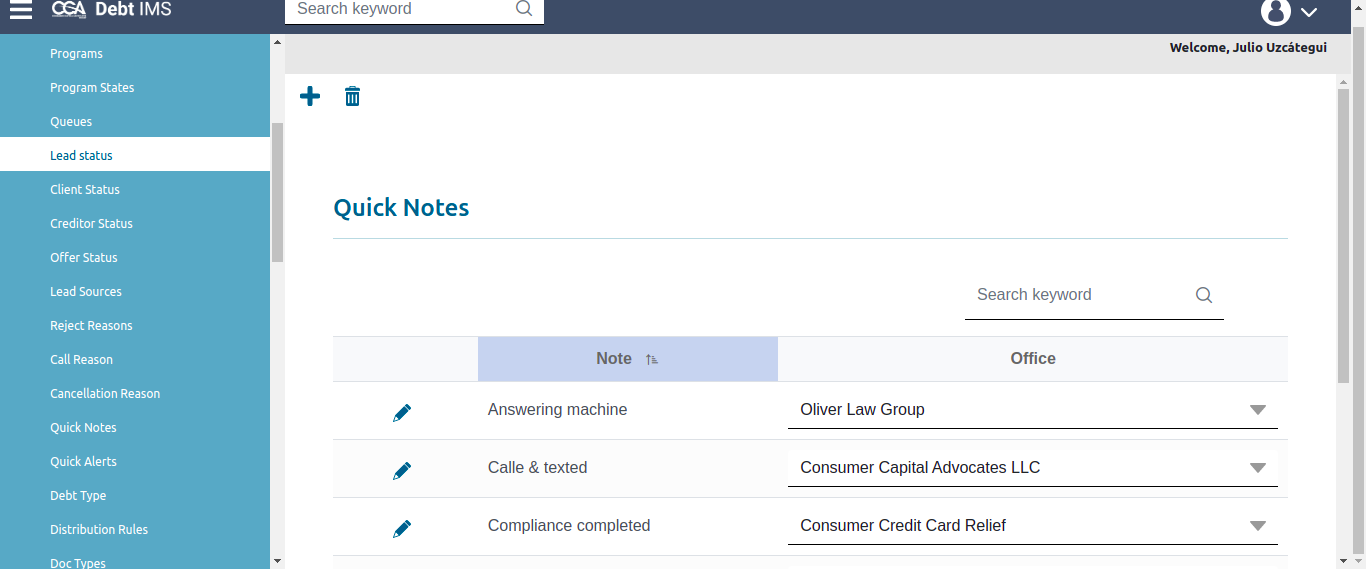 CGA Debt IMS
Search keyword
Welcome, Julio Uzcátegui
Programs
Program States
Queues
Lead status
Client Status
Creditor Status
Offer Status
Lead Sources
Reject Reasons
Call Reason
Cancellation Reason
Quick Notes
Quick Alerts
Debt Type
Distribution Rules
Doc Types
Quick Notes
Search keyword
Note Office
Answering machine Oliver Law Group
Calle & texted Consumer Capital Advocates LLC
Compliance completed Consumer Credit Card Relief